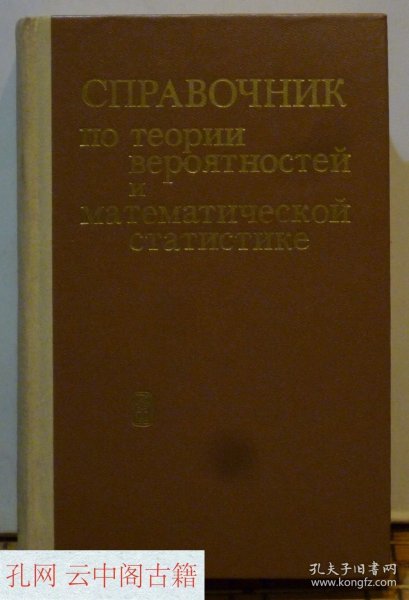 СПРАВОЧНИК
по теории
вероятностей
и
математической
статистике
孔网 云中阁古籍
孔夫子旧书网
www.kongfz.com